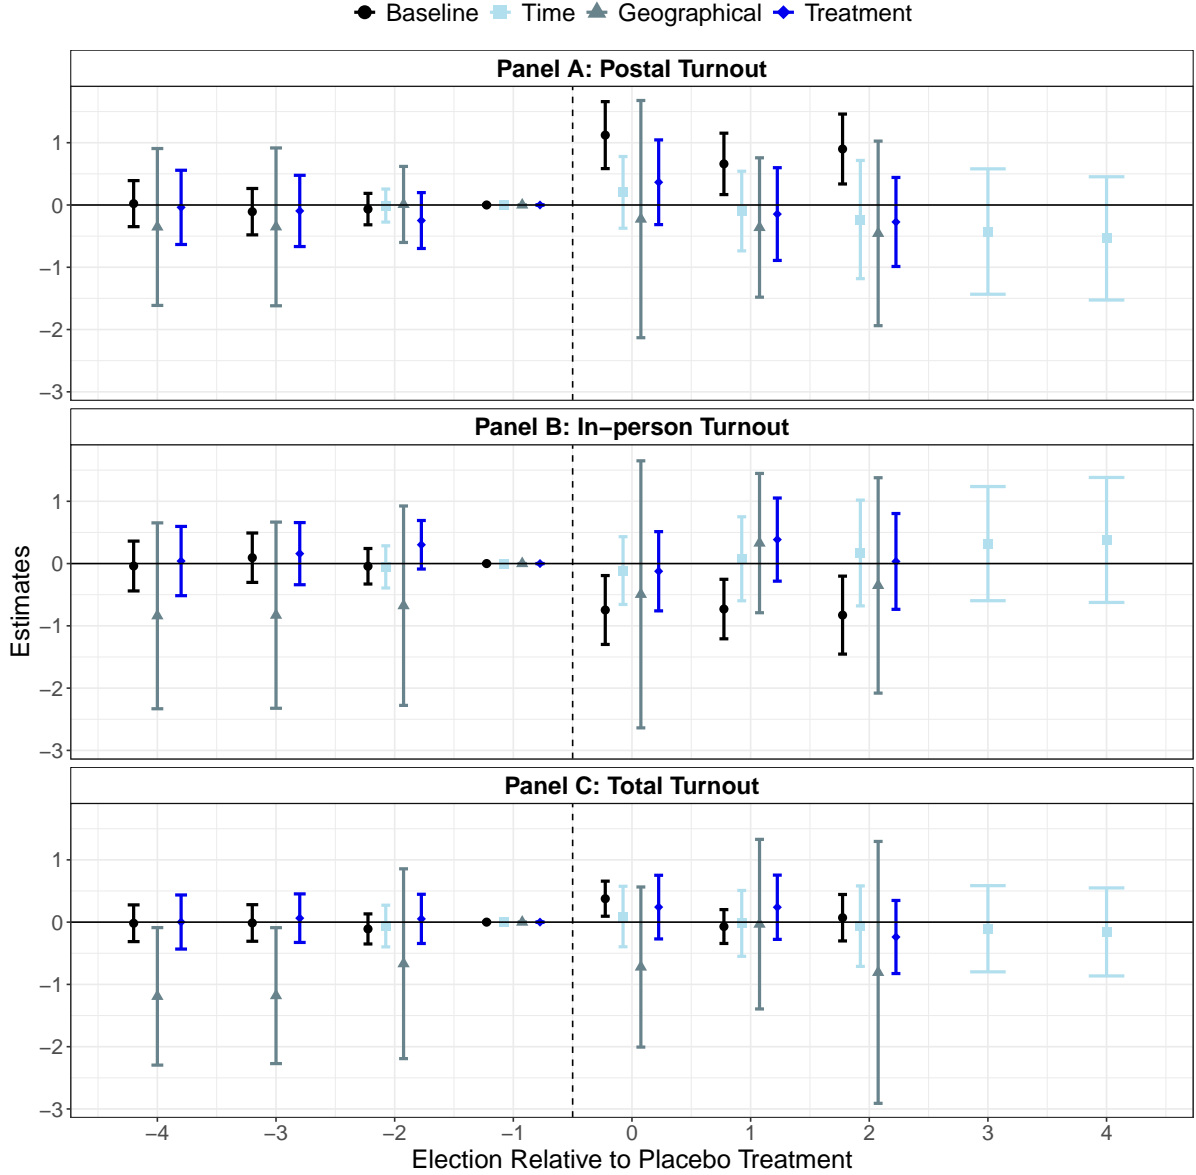 Baseline Time Geographical Treatment
Panel A: Postal Turnout
1
0
−1
−2
−3
Panel B: In−person Turnout
1
0
−1
−2
−3
Estimates
Panel C: Total Turnout
1
0
−1
−2
−3
−4 −3 −2 −1 0 1 2 3 4
Election Relative to Placebo Treatment